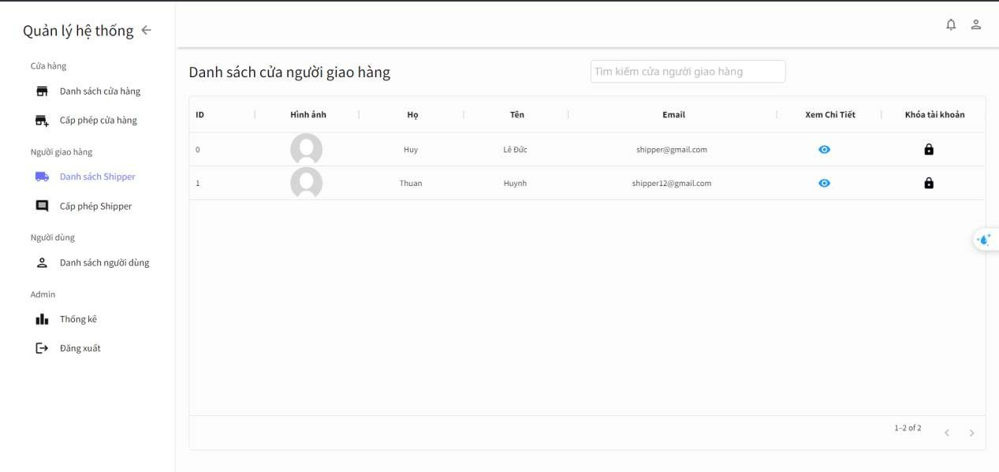 Quản lý hệ thống
Cửa hàng
Danh sách cửa hàng
Cấp phép cửa hàng
Người giao hàng
Danh sách Shipper
Cấp phép Shipper
Người dùng
Danh sách người dùng
Admin
Thống kê
Đăng xuất
Danh sách cửa người giao hàng
Tìm kiếm cửa người giao hàng
ID Hình ảnh Họ Tên Email Xem Chi Tiết Khóa tài khoản
0 Huy Lê Đức shipper@gmail.com
1 Thuan Huynh shipper12@gmail.com
1–2 of 2